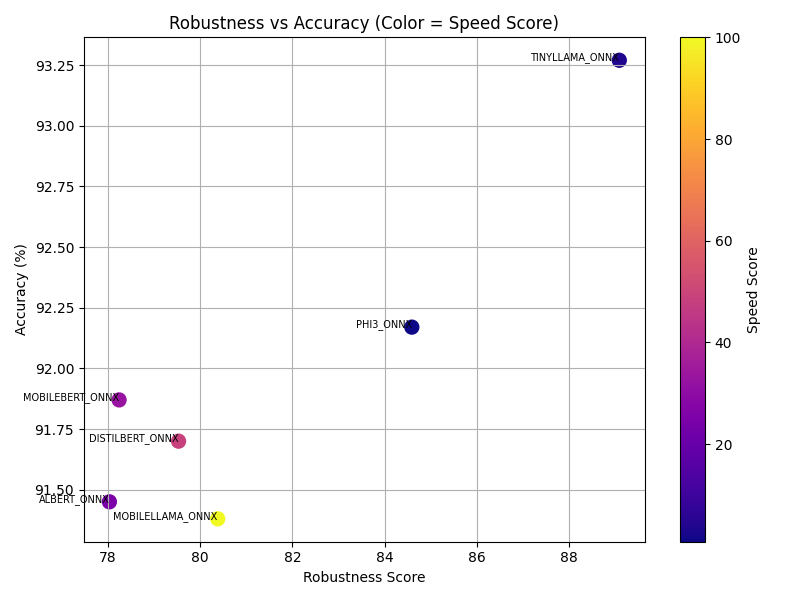 Robustness vs Accuracy (Color = Speed Score)
TINYLLAMA_ONNX
PHI3_ONNX
MOBILEBERT_ONNX
DISTILBERT_ONNX
ALBERT_ONNX
MOBILELLAMA_ONNX
93.25
93.00
92.75
92.50
92.25
92.00
91.75
91.50
Accuracy (%)
78 80 82 84 86 88
Robustness Score
100
80
60
40
20
Speed Score